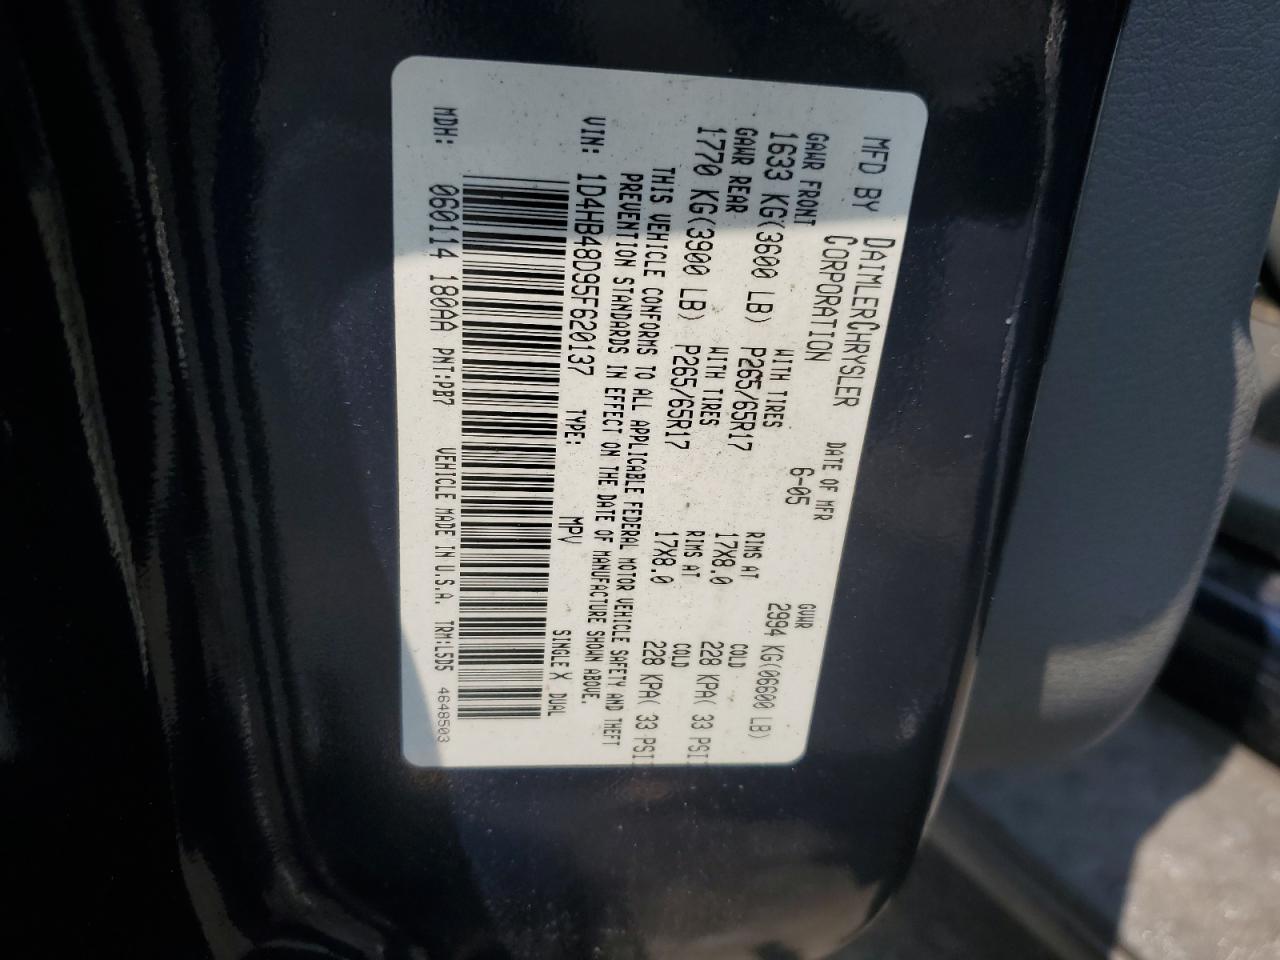 MFD BY DAIMLERCHRYSLER CORPORATION DATE OF MFR 6-05 GVWR 2994 KG(06600 LB)
GAWR FRONT WITH TIRES RIMS AT COLD
1633 KG(3600 LB) P265/65R17 17X8.0 228 KPA( 33 PSI)
GAWR REAR WITH TIRES RIMS AT COLD
1770 KG(3900 LB) P265/65R17 17X8.0 228 KPA( 33 PSI)
THIS VEHICLE CONFORMS TO ALL APPLICABLE FEDERAL MOTOR VEHICLE SAFETY AND THEFT
PREVENTION STANDARDS IN EFFECT ON THE DATE OF MANUFACTURE SHOWN ABOVE.
VIN: 1D4HB48D95F620137 TYPE: MPV SINGLE X DUAL
MDH: 060114 180AA PNT:PB7 VEHICLE MADE IN U.S.A. TRM:L5D5 4648503